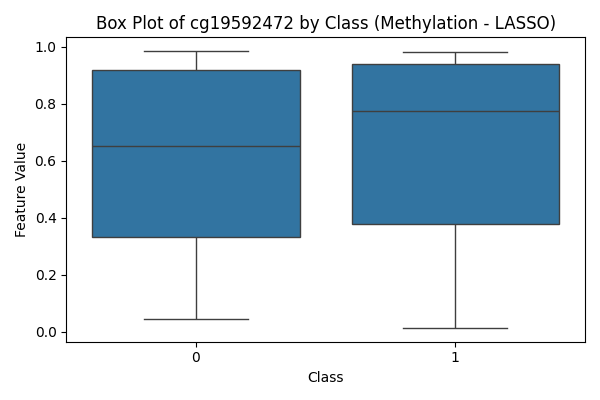 Box Plot of cg19592472 by Class (Methylation - LASSO)
1.0
0.8
0.6
0.4
0.2
0.0
Feature Value
0 1
Class